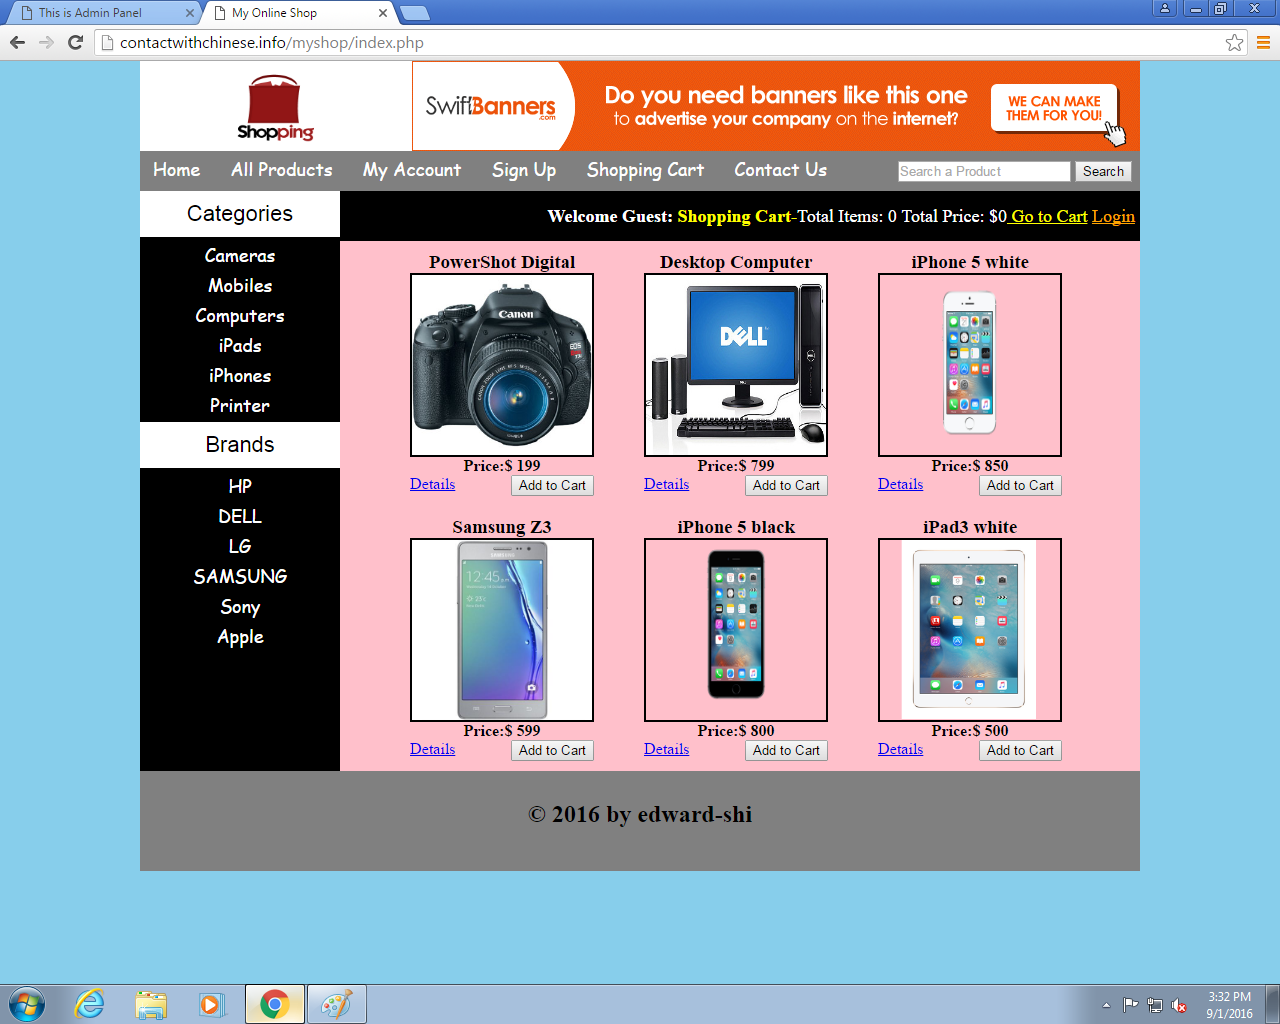 This is Admin Panel
My Online Shop
contactwithchinese.info/myshop/index.php
Shopping
SwiftBanners
.com
Do you need banners like this one
to advertise your company on the internet?
WE CAN MAKE
THEM FOR YOU!
Home All Products My Account Sign Up Shopping Cart Contact Us Search a Product Search
Categories
Welcome Guest: Shopping Cart-Total Items: 0 Total Price: $0 Go to Cart Login
Cameras
Mobiles
Computers
iPads
iPhones
Printer
Brands
HP
DELL
LG
SAMSUNG
Sony
Apple
PowerShot Digital
Canon
EOS
Price:$ 199
Details Add to Cart
Desktop Computer
DELL
Price:$ 799
Details Add to Cart
iPhone 5 white
Price:$ 850
Details Add to Cart
Samsung Z3
SAMSUNG
12:45
Price:$ 599
Details Add to Cart
iPhone 5 black
Price:$ 800
Details Add to Cart
iPad3 white
Price:$ 500
Details Add to Cart
© 2016 by edward-shi
3:32 PM
9/1/2016